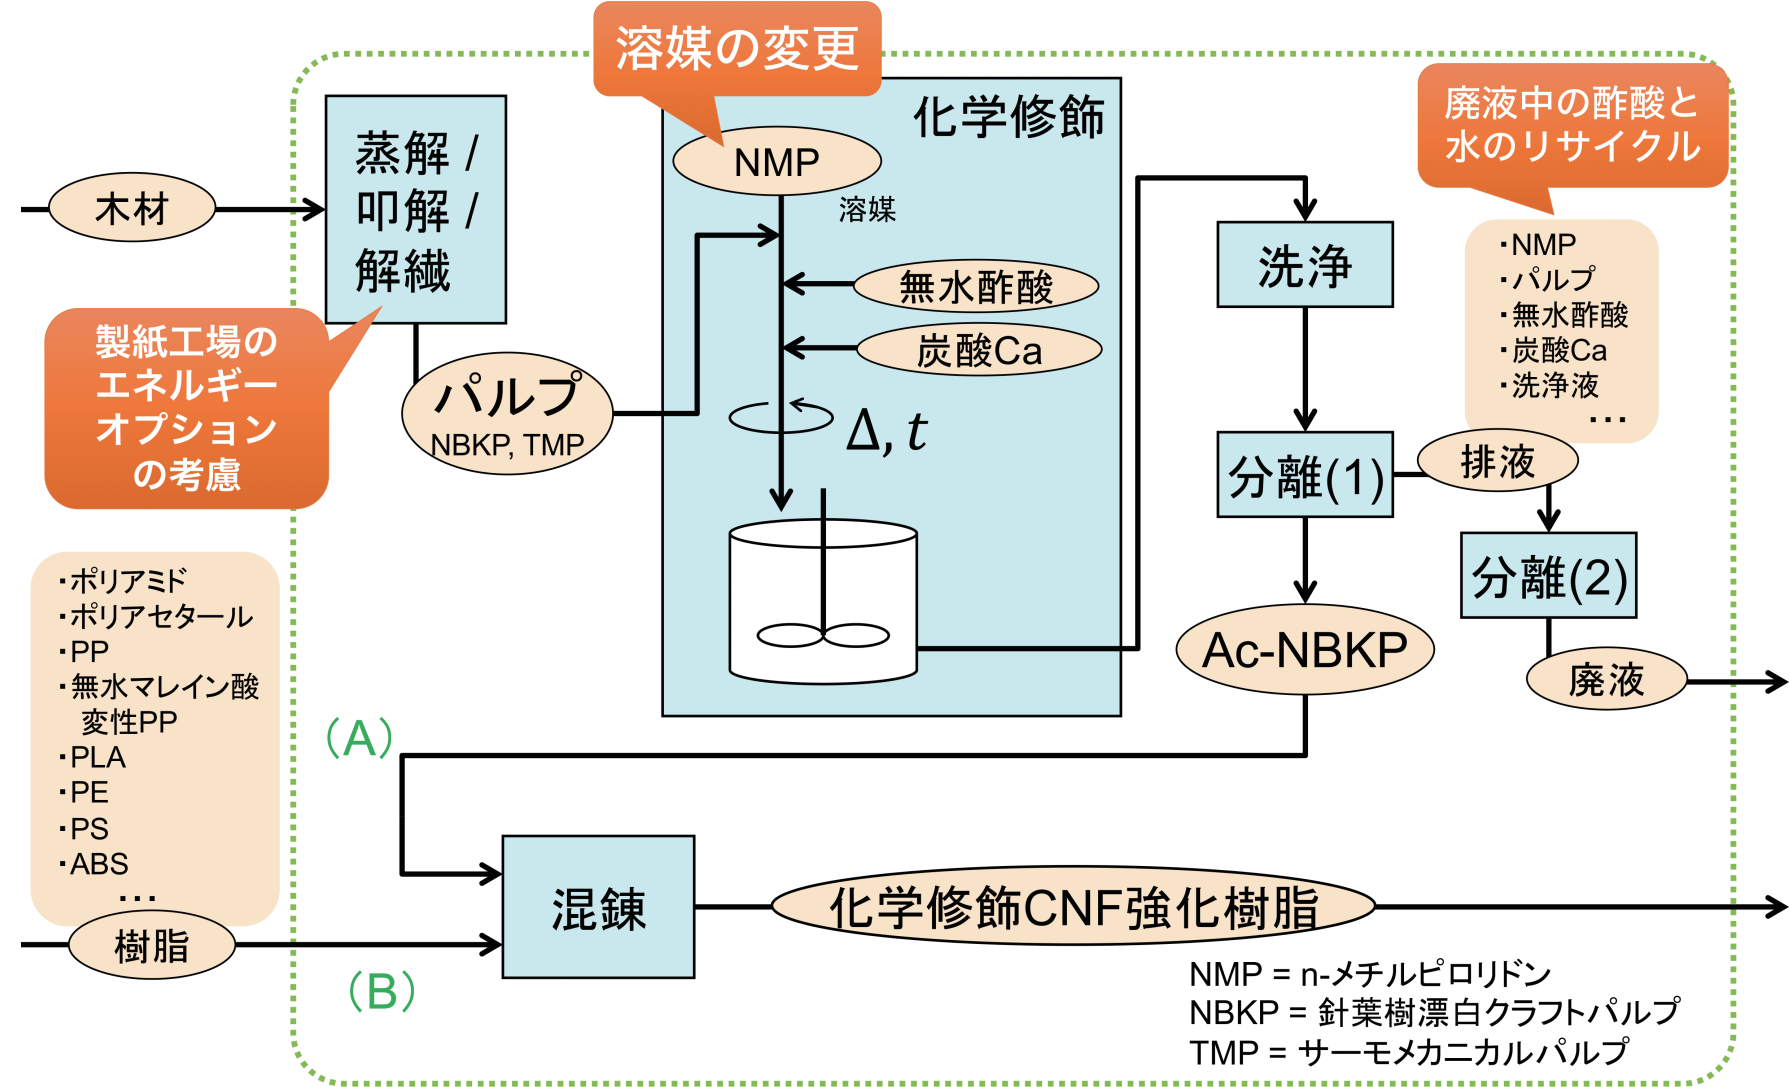 溶媒の変更
化学修飾
廃液中の酢酸と
水のリサイクル
蒸解 /
叩解 /
解繊
木材
NMP
溶媒
無水酢酸
炭酸Ca
Δ, t
洗浄
・NMP
・パルプ
・無水酢酸
・炭酸Ca
・洗浄液
…
製紙工場の
エネルギー
オプション
の考慮
パルプ
NBKP, TMP
分離(1)
排液
分離(2)
Ac-NBKP
廃液
・ポリアミド
・ポリアセタール
・PP
・無水マレイン酸
変性PP
・PLA
・PE
・PS
・ABS
…
樹脂
（A）
（B）
混錬
化学修飾CNF強化樹脂
NMP = n-メチルピロリドン
NBKP = 針葉樹漂白クラフトパルプ
TMP = サーモメカニカルパルプ